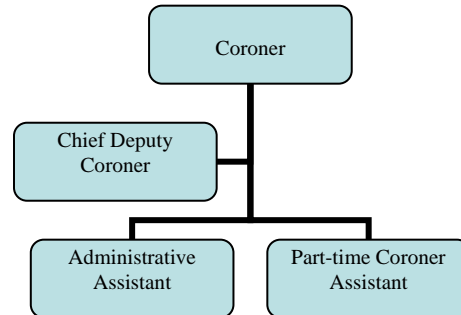 Coroner
Chief Deputy
Coroner
Administrative
Assistant
Part-time Coroner
Assistant